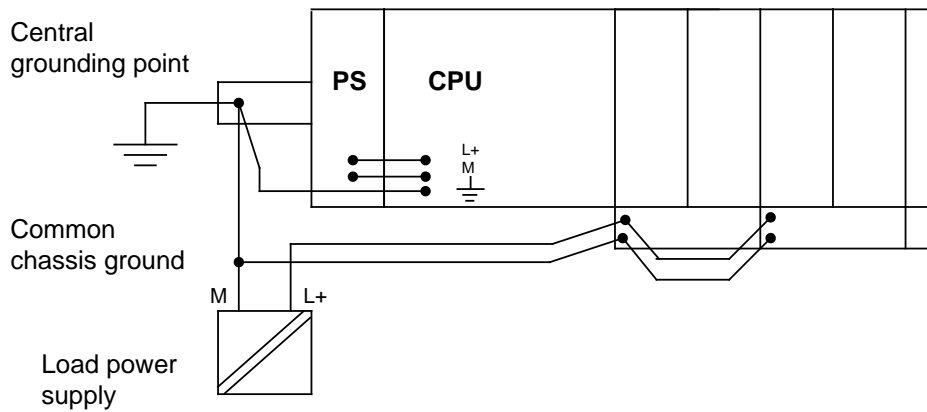 Central
grounding point
PS
CPU
L+
M
Common
chassis ground
M
L+
Load power
supply